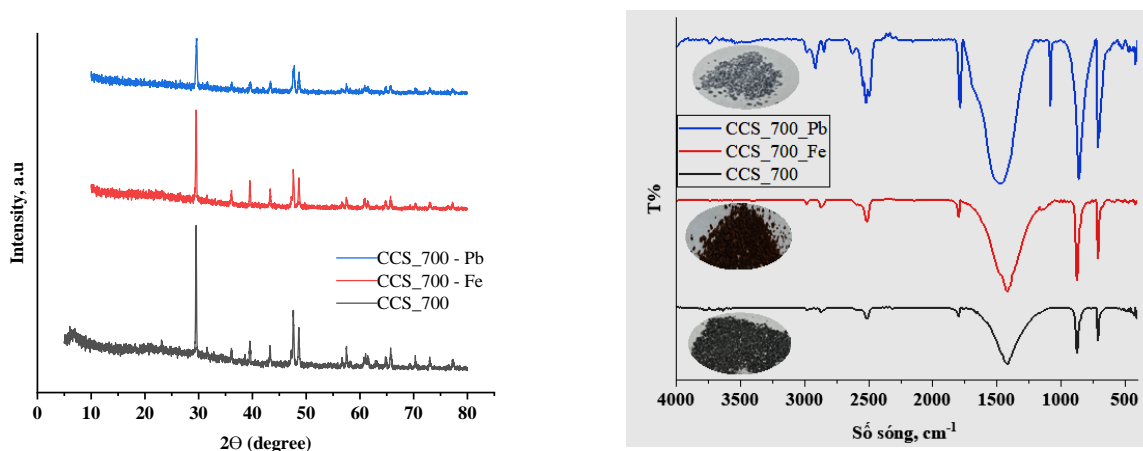 Intensity, a.u
CCS_700 - Pb
CCS_700 - Fe
CCS_700
0 10 20 30 40 50 60 70 80
2Θ (degree)
T%
CCS_700_Pb
CCS_700_Fe
CCS_700
4000 3500 3000 2500 2000 1500 1000 500
Số sóng, cm⁻¹